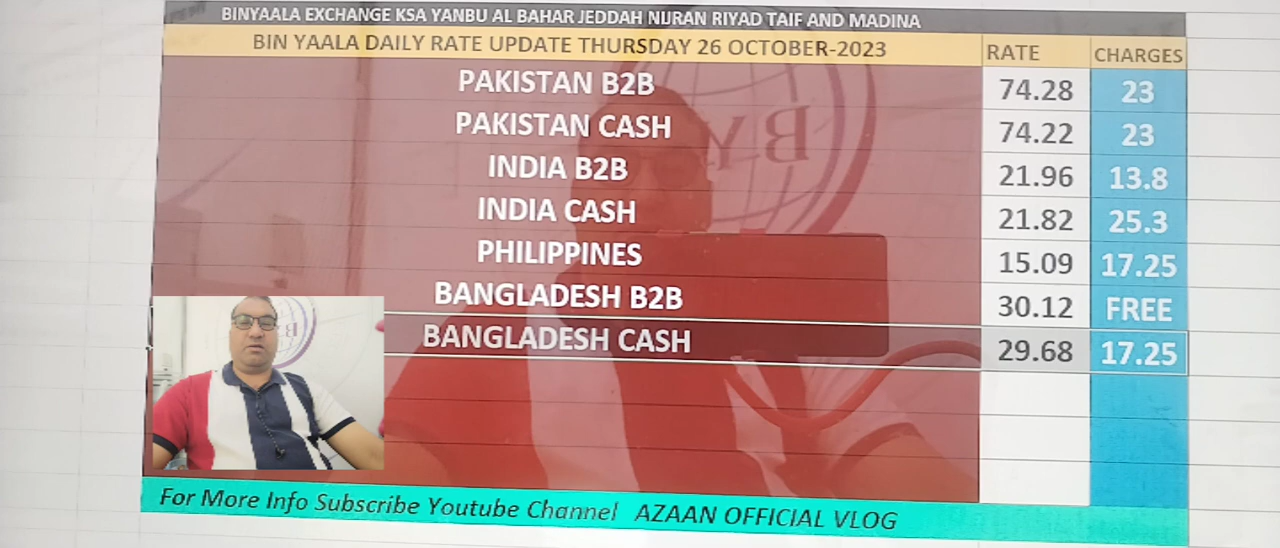 BINYAALA EXCHANGE KSA YANBU AL BAHAR JEDDAH NIJRAN RIYAD TAIF AND MADINA
BIN YAALA DAILY RATE UPDATE THURSDAY 26 OCTOBER-2023 RATE CHARGES
PAKISTAN B2B 74.28 23
PAKISTAN CASH 74.22 23
INDIA B2B 21.96 13.8
INDIA CASH 21.82 25.3
PHILIPPINES 15.09 17.25
BANGLADESH B2B 30.12 FREE
BANGLADESH CASH 29.68 17.25
For More Info Subscribe Youtube Channel AZAAN OFFICIAL VLOG